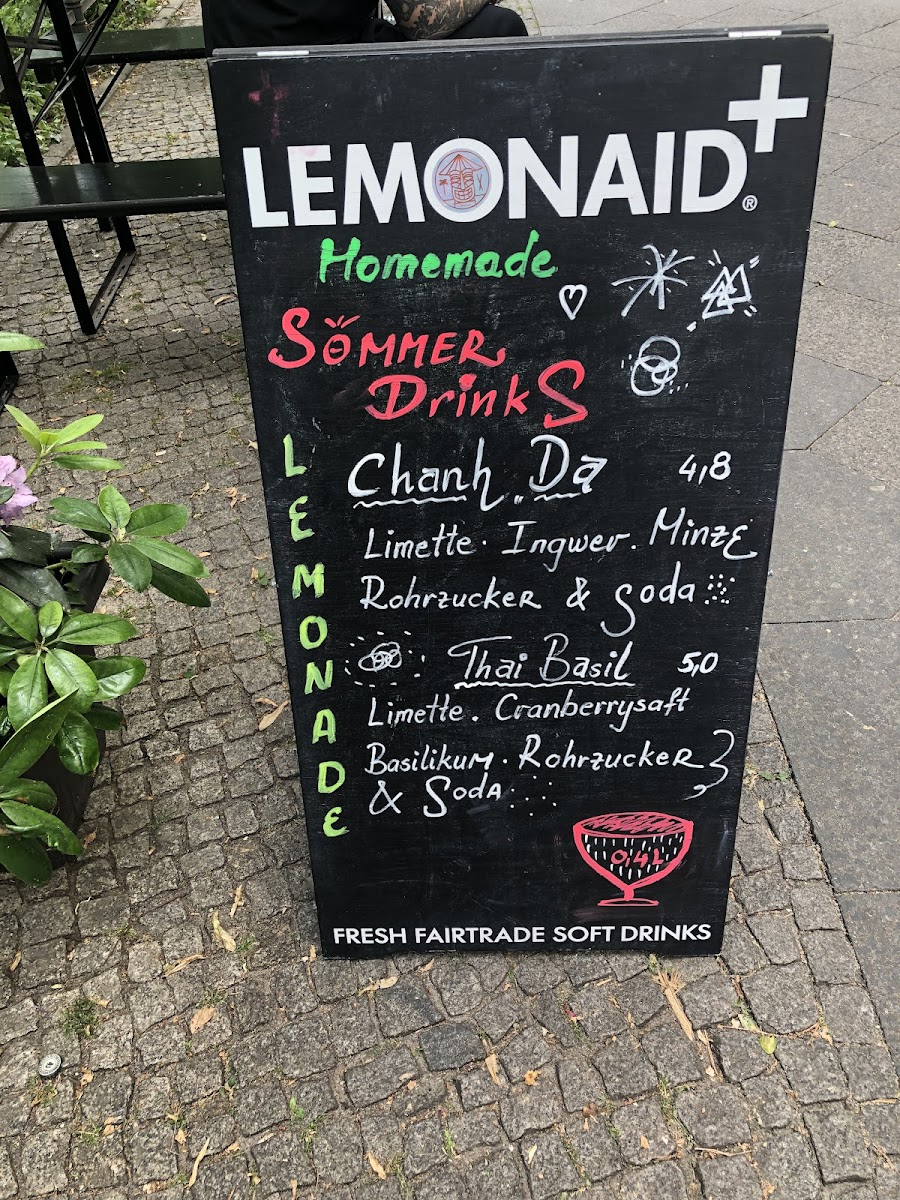 LEMONAID+®
Homemade
SÖMMER
DrinkS
LEMONADE
Chanh Da 4,8
Limette. Ingwer. Minze
Rohrzucker & Soda
Thai Basil 5,0
Limette. Cranberrysaft
Basilikum. Rohrzucker
& Soda
0,4L
FRESH FAIRTRADE SOFT DRINKS